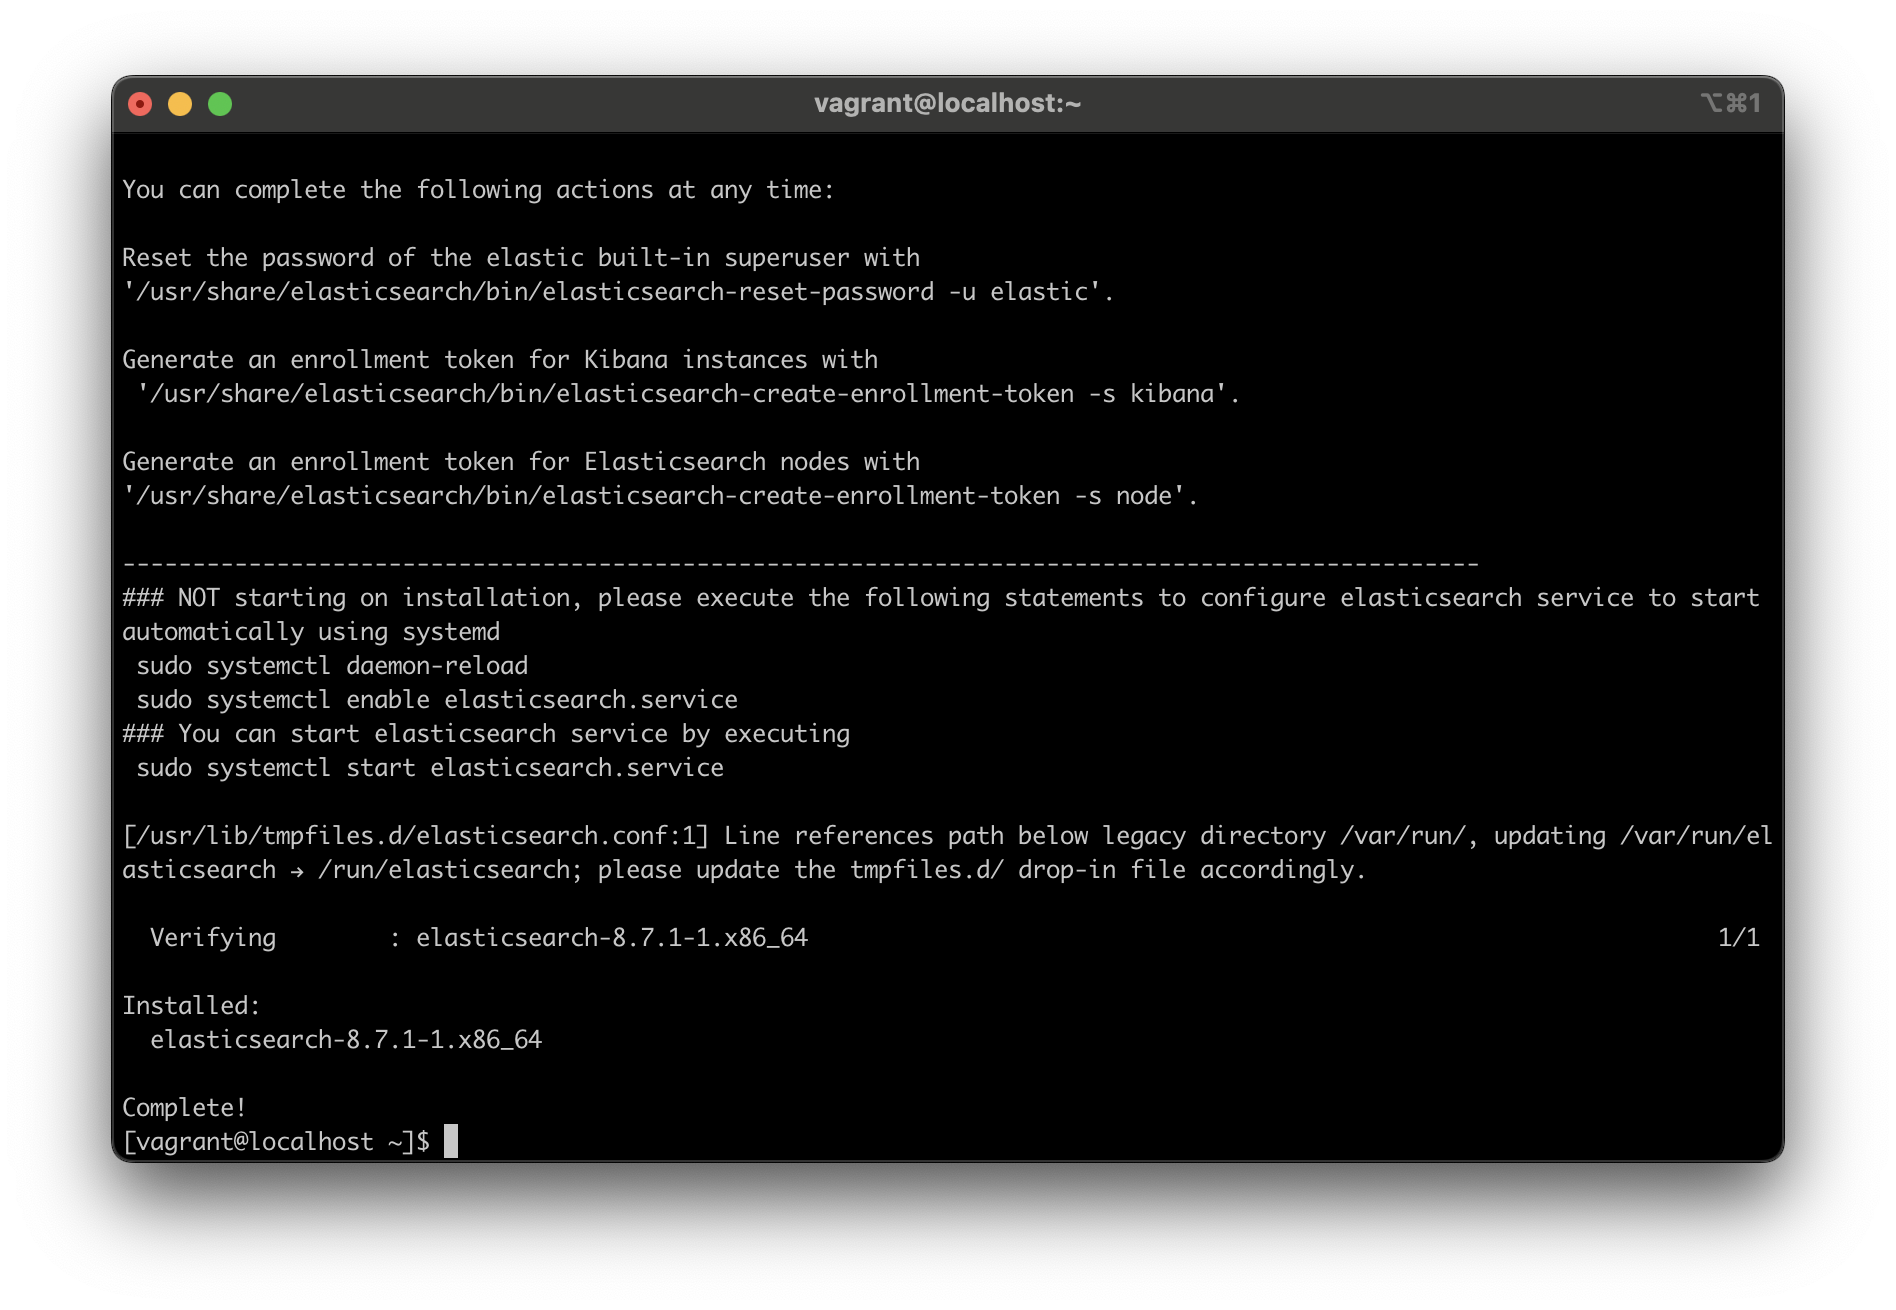 vagrant@localhost:~ ⌥⌘1
You can complete the following actions at any time:
Reset the password of the elastic built-in superuser with
'/usr/share/elasticsearch/bin/elasticsearch-reset-password -u elastic'.
Generate an enrollment token for Kibana instances with
 '/usr/share/elasticsearch/bin/elasticsearch-create-enrollment-token -s kibana'.
Generate an enrollment token for Elasticsearch nodes with
'/usr/share/elasticsearch/bin/elasticsearch-create-enrollment-token -s node'.
-------------------------------------------------------------------------------------------------
### NOT starting on installation, please execute the following statements to configure elasticsearch service to start
automatically using systemd
 sudo systemctl daemon-reload
 sudo systemctl enable elasticsearch.service
### You can start elasticsearch service by executing
 sudo systemctl start elasticsearch.service
[/usr/lib/tmpfiles.d/elasticsearch.conf:1] Line references path below legacy directory /var/run/, updating /var/run/el
asticsearch → /run/elasticsearch; please update the tmpfiles.d/ drop-in file accordingly.
  Verifying        : elasticsearch-8.7.1-1.x86_64 1/1
Installed:
  elasticsearch-8.7.1-1.x86_64
Complete!
[vagrant@localhost ~]$